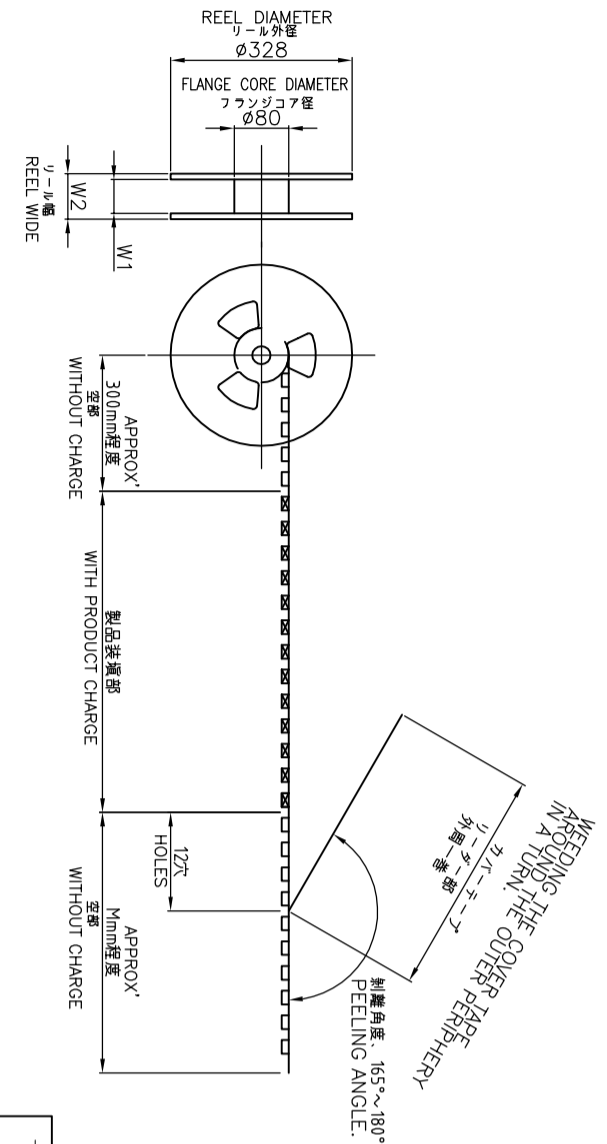 REEL DIAMETER
リール外径
Ø328
FLANGE CORE DIAMETER
フランジコア径
Ø80
W1
W2
リール幅
REEL WIDE
APPROX'
300mm程度
空部
WITHOUT CHARGE
製品装填部
WITH PRODUCT CHARGE
12穴
HOLES
APPROX'
Mmm程度
空部
WITHOUT CHARGE
WEEDING THE COVER TAPE
AROUND THE OUTER PERIPHERY
IN A TURN.
カバーテープ
リーダー部
外周一巻
剝離角度、165°~180°
PEELING ANGLE.